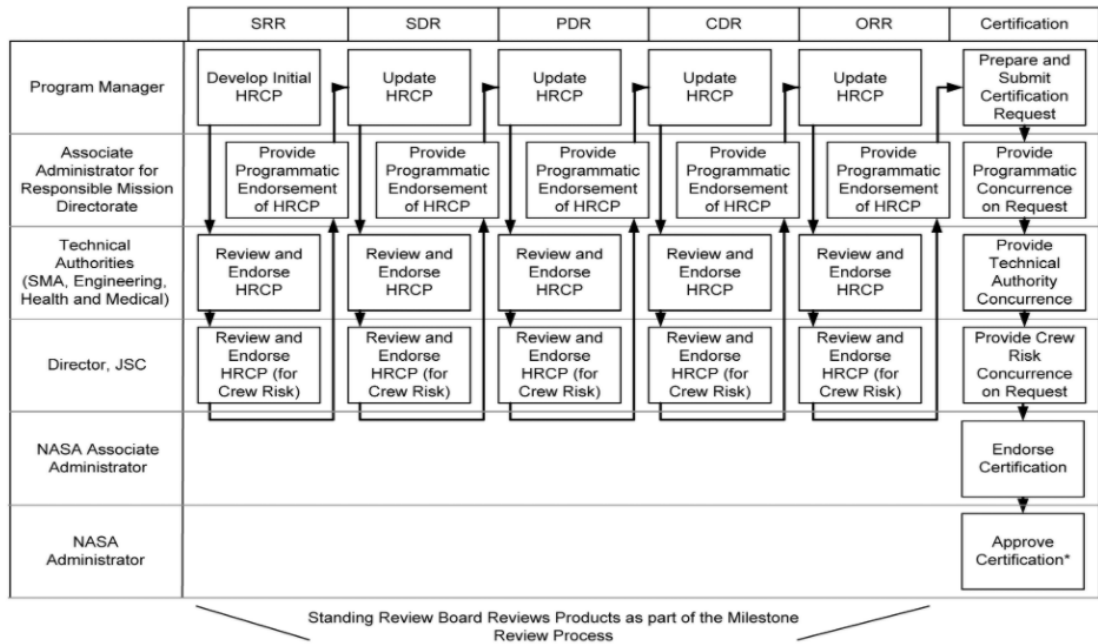 SRR
SDR
PDR
CDR
ORR
Certification
Program Manager
Develop Initial
HRCP
Update
HRCP
Update
HRCP
Update
HRCP
Update
HRCP
Prepare and
Submit
Certification
Request
Associate
Administrator for
Responsible Mission
Directorate
Provide
Programmatic
Endorsement
of HRCP
Provide
Programmatic
Endorsement
of HRCP
Provide
Programmatic
Endorsement
of HRCP
Provide
Programmatic
Endorsement
of HRCP
Provide
Programmatic
Endorsement
of HRCP
Provide
Programmatic
Concurrence
on Request
Technical
Authorities
(SMA, Engineering,
Health and Medical)
Review and
Endorse
HRCP
Review and
Endorse
HRCP
Review and
Endorse
HRCP
Review and
Endorse
HRCP
Review and
Endorse
HRCP
Provide
Technical
Authority
Concurrence
Director, JSC
Review and
Endorse
HRCP (for
Crew Risk)
Review and
Endorse
HRCP (for
Crew Risk)
Review and
Endorse
HRCP (for
Crew Risk)
Review and
Endorse
HRCP (for
Crew Risk)
Review and
Endorse
HRCP (for
Crew Risk)
Provide Crew
Risk
Concurrence
on Request
NASA Associate
Administrator
Endorse
Certification
NASA
Administrator
Approve
Certification*
Standing Review Board Reviews Products as part of the Milestone
Review Process